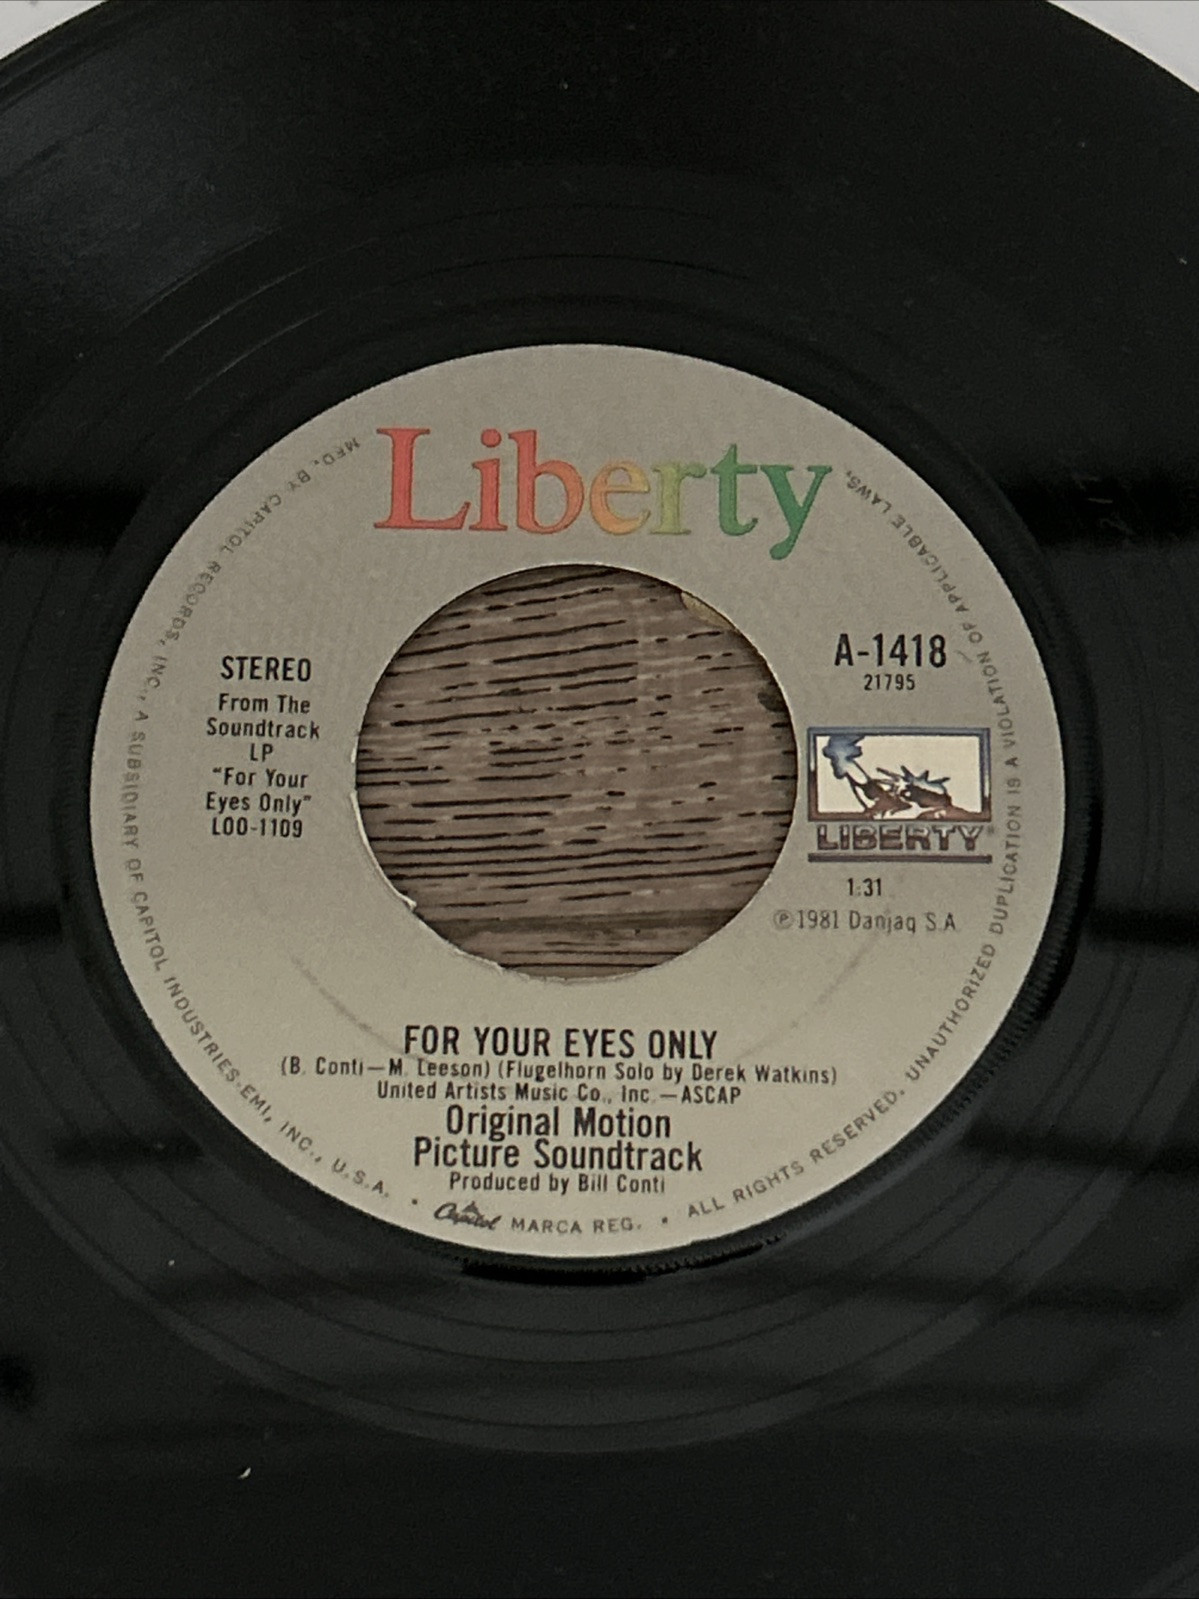 Liberty
STEREO
From The
Soundtrack
LP
"For Your
Eyes Only"
LOO-1109
A-1418
21795
LIBERTY®
1:31
℗1981 Danjaq S.A.
FOR YOUR EYES ONLY
(B. Conti—M. Leeson) (Flugelhorn Solo by Derek Watkins)
United Artists Music Co., Inc.—ASCAP
Original Motion
Picture Soundtrack
Produced by Bill Conti
MFD. BY CAPITOL RECORDS, INC., A SUBSIDIARY OF CAPITOL INDUSTRIES-EMI, INC., U.S.A. • Capitol MARCA REG. • ALL RIGHTS RESERVED. UNAUTHORIZED DUPLICATION IS A VIOLATION OF APPLICABLE LAWS.